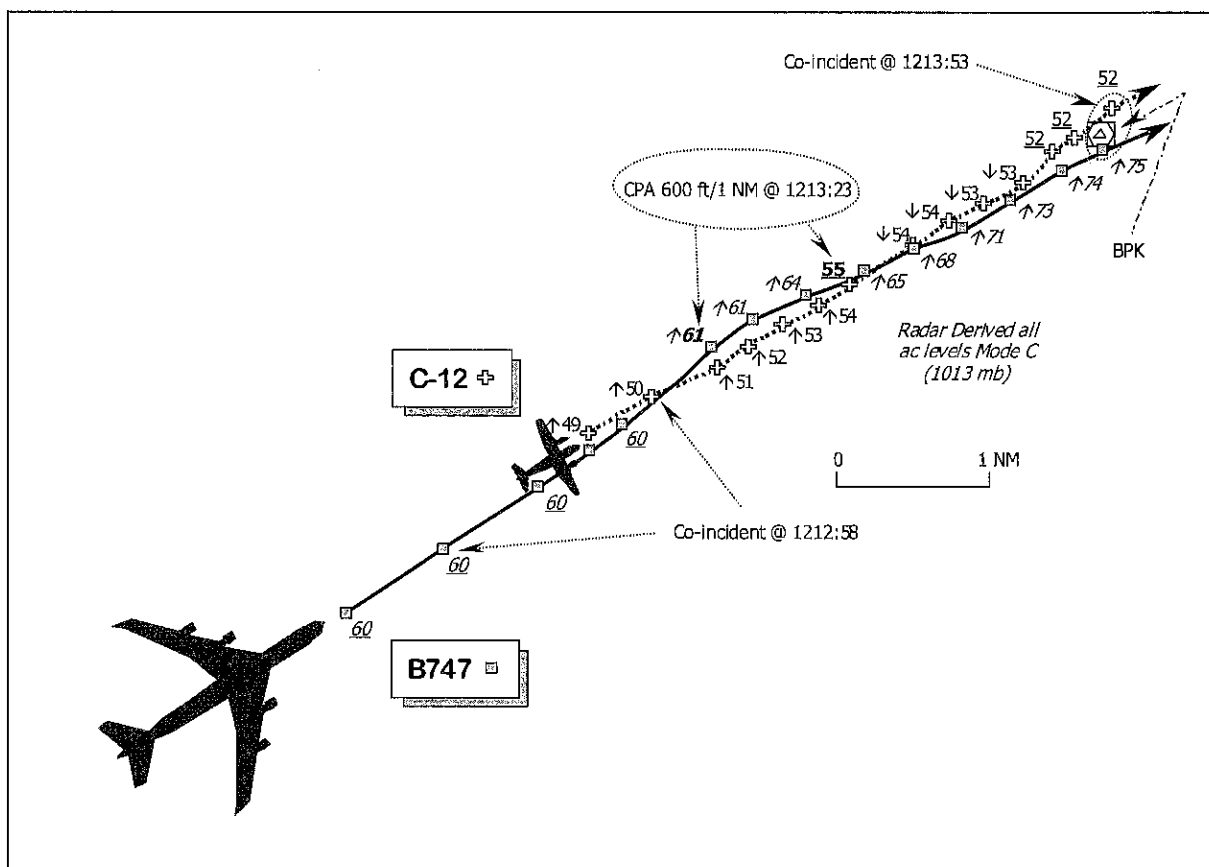 Co-incident @ 1213:53
52
52
52
↓53
↑75
↑74
↓53
CPA 600 ft/1 NM @ 1213:23
↓54
↑73
↓54
↑71
BPK
55
↑68
↑64
↑65
↑61
↑54
↑61
↑53
Radar Derived all
ac levels Mode C
(1013 mb)
↑52
C-12
↑50
↑51
↑49
60
0 1 NM
60
Co-incident @ 1212:58
60
60
B747